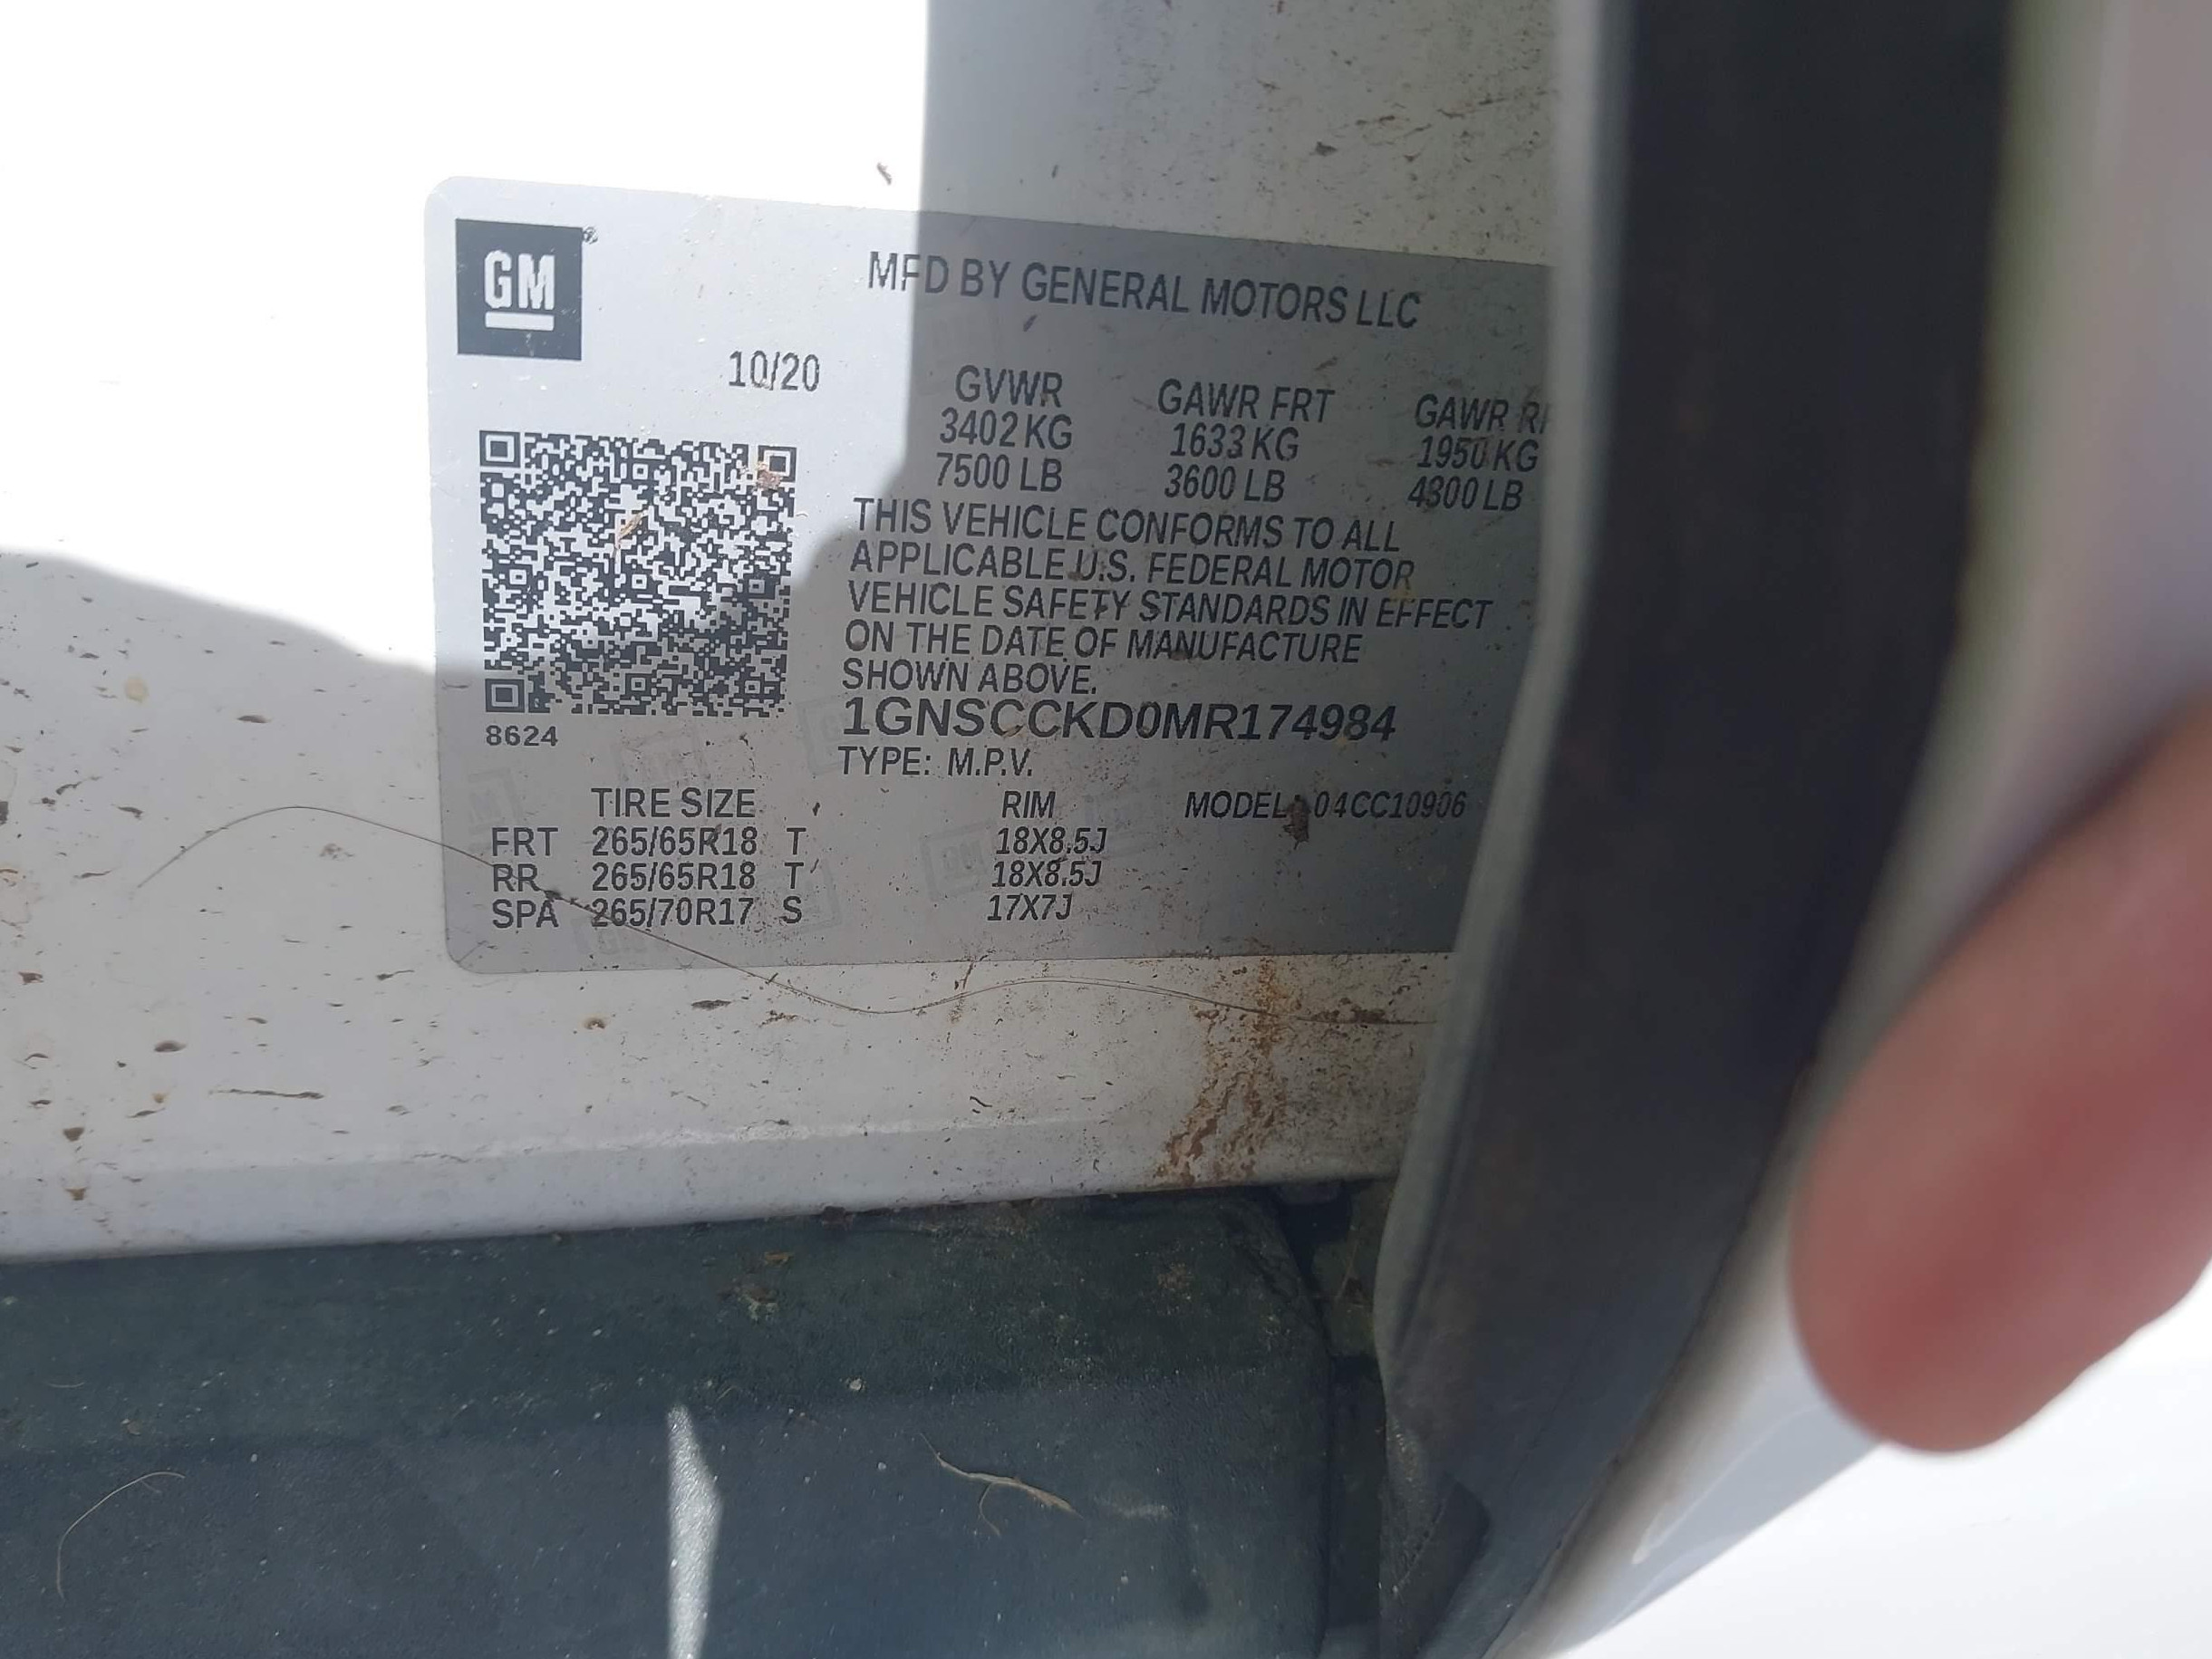 GM
MFD BY GENERAL MOTORS LLC
10/20
GVWR GAWR FRT GAWR
3402 KG 1633 KG 1950 KG
7500 LB 3600 LB 4300 LB
THIS VEHICLE CONFORMS TO ALL
APPLICABLE U.S. FEDERAL MOTOR
VEHICLE SAFETY STANDARDS IN EFFECT
ON THE DATE OF MANUFACTURE
SHOWN ABOVE.
1GNSCCKD0MR174984
8624
TYPE: M.P.V.
TIRE SIZE RIM MODEL: 04CC10906
FRT 265/65R18 T 18X8.5J
RR 265/65R18 T 18X8.5J
SPA 265/70R17 S 17X7J